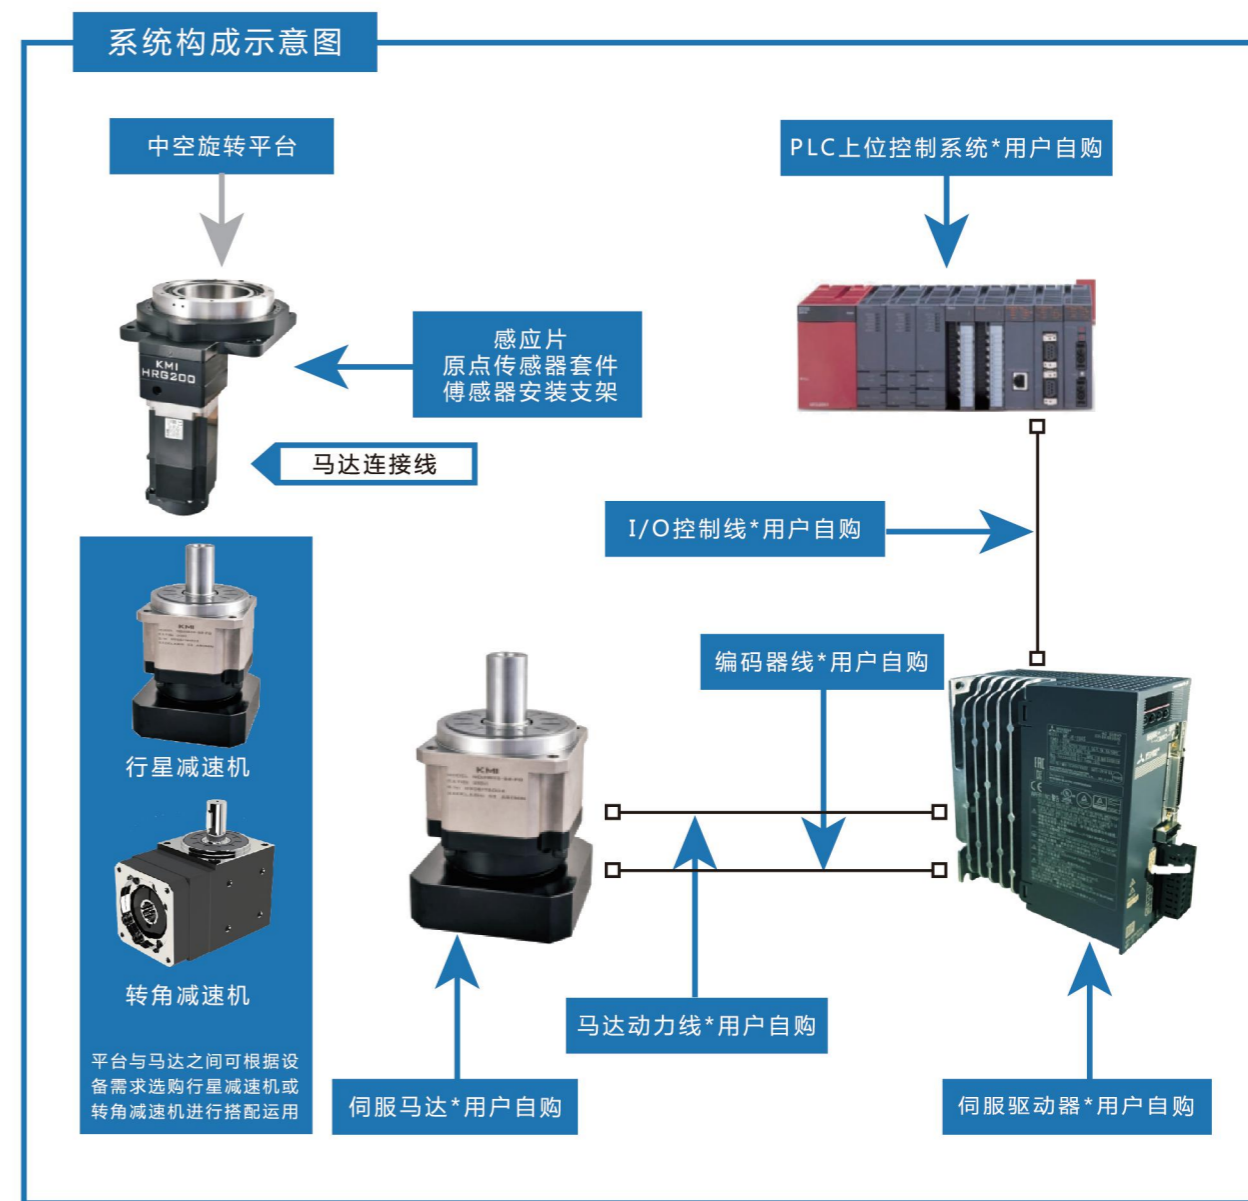 系统构成示意图
中空旋转平台
PLC上位控制系统*用户自购
KMI
HRG200
感应片
原点传感器套件
傅感器安装支架
马达连接线
I/O控制线*用户自购
编码器线*用户自购
KMI
行星减速机
KMI
转角减速机
平台与马达之间可根据设
备需求选购行星减速机或
转角减速机进行搭配运用
马达动力线*用户自购
伺服马达*用户自购
伺服驱动器*用户自购